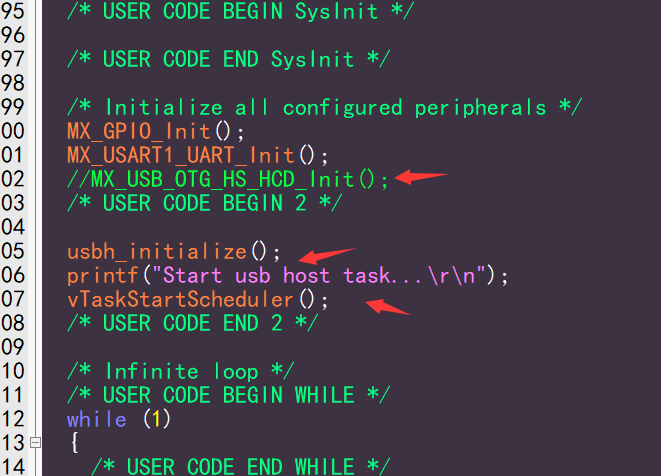 95 /* USER CODE BEGIN SysInit */
96
97 /* USER CODE END SysInit */
98
99 /* Initialize all configured peripherals */
00 MX_GPIO_Init();
01 MX_USART1_UART_Init();
02 //MX_USB_OTG_HS_HCD_Init();
03 /* USER CODE BEGIN 2 */
04
05 usbh_initialize();
06 printf("Start usb host task...\r\n");
07 vTaskStartScheduler();
08 /* USER CODE END 2 */
09
10 /* Infinite loop */
11 /* USER CODE BEGIN WHILE */
12 while (1)
13 {
14 /* USER CODE END WHILE */